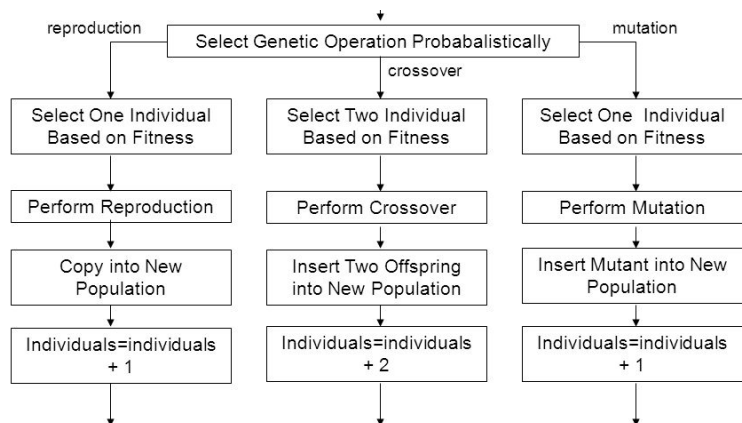 reproduction
Select Genetic Operation Probabalistically
mutation
crossover
Select One Individual
Based on Fitness
Select Two Individual
Based on Fitness
Select One Individual
Based on Fitness
Perform Reproduction
Perform Crossover
Perform Mutation
Copy into New
Population
Insert Two Offspring
into New Population
Insert Mutant into New
Population
Individuals=individuals
+ 1
Individuals=individuals
+ 2
Individuals=individuals
+ 1